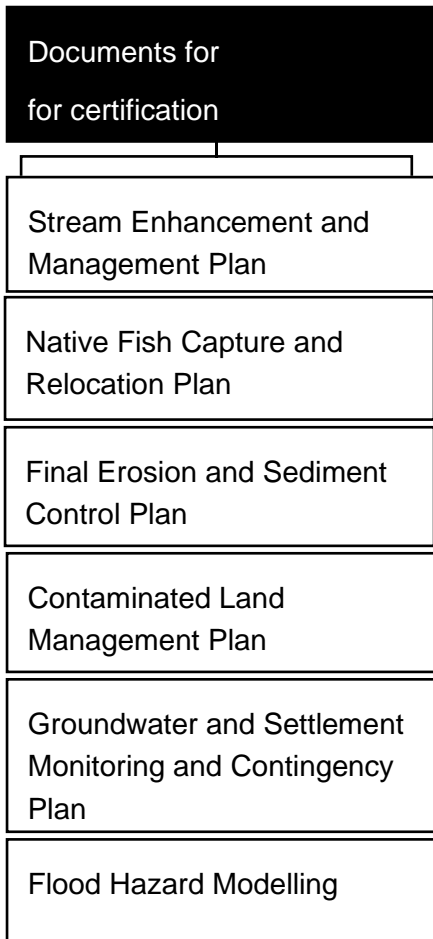 Documents for
for certification
Stream Enhancement and
Management Plan
Native Fish Capture and
Relocation Plan
Final Erosion and Sediment
Control Plan
Contaminated Land
Management Plan
Groundwater and Settlement
Monitoring and Contingency
Plan
Flood Hazard Modelling